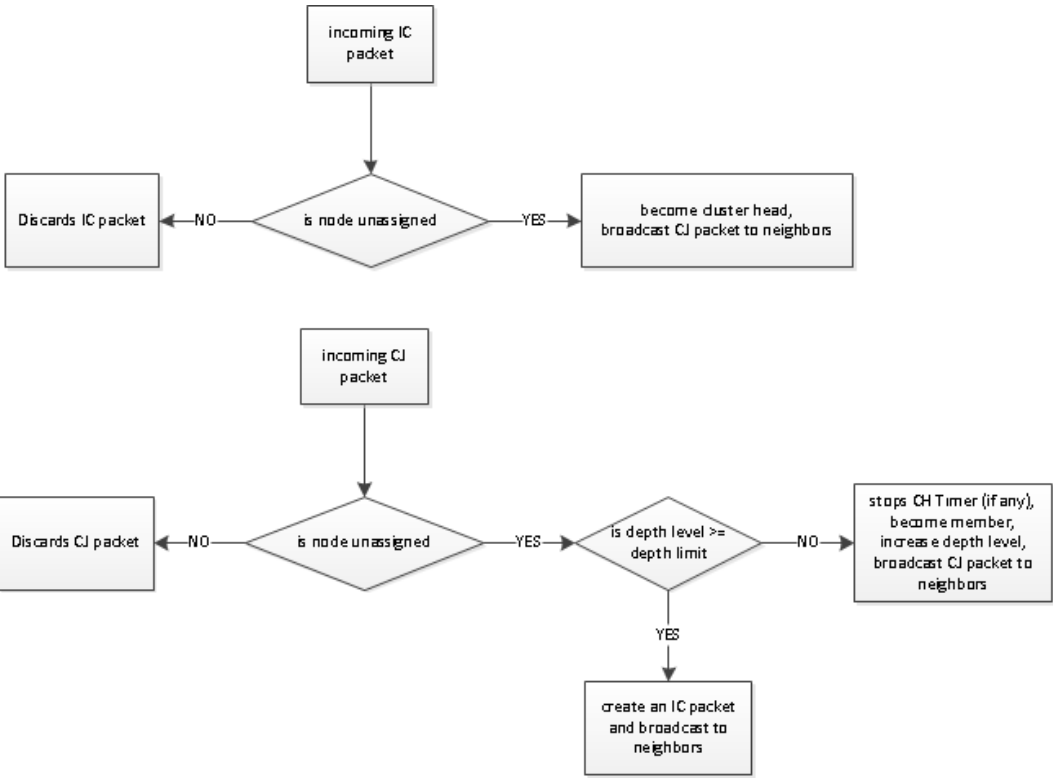 incoming IC
packet
Discards IC packet
NO
is node unassigned
YES
become cluster head,
broadcast CJ packet to neighbors
incoming CJ
packet
Discards CJ packet
NO
is node unassigned
YES
is depth level >=
depth limit
NO
stops CH Timer (if any),
become member,
increase depth level,
broadcast CJ packet to
neighbors
YES
create an IC packet
and broadcast to
neighbors